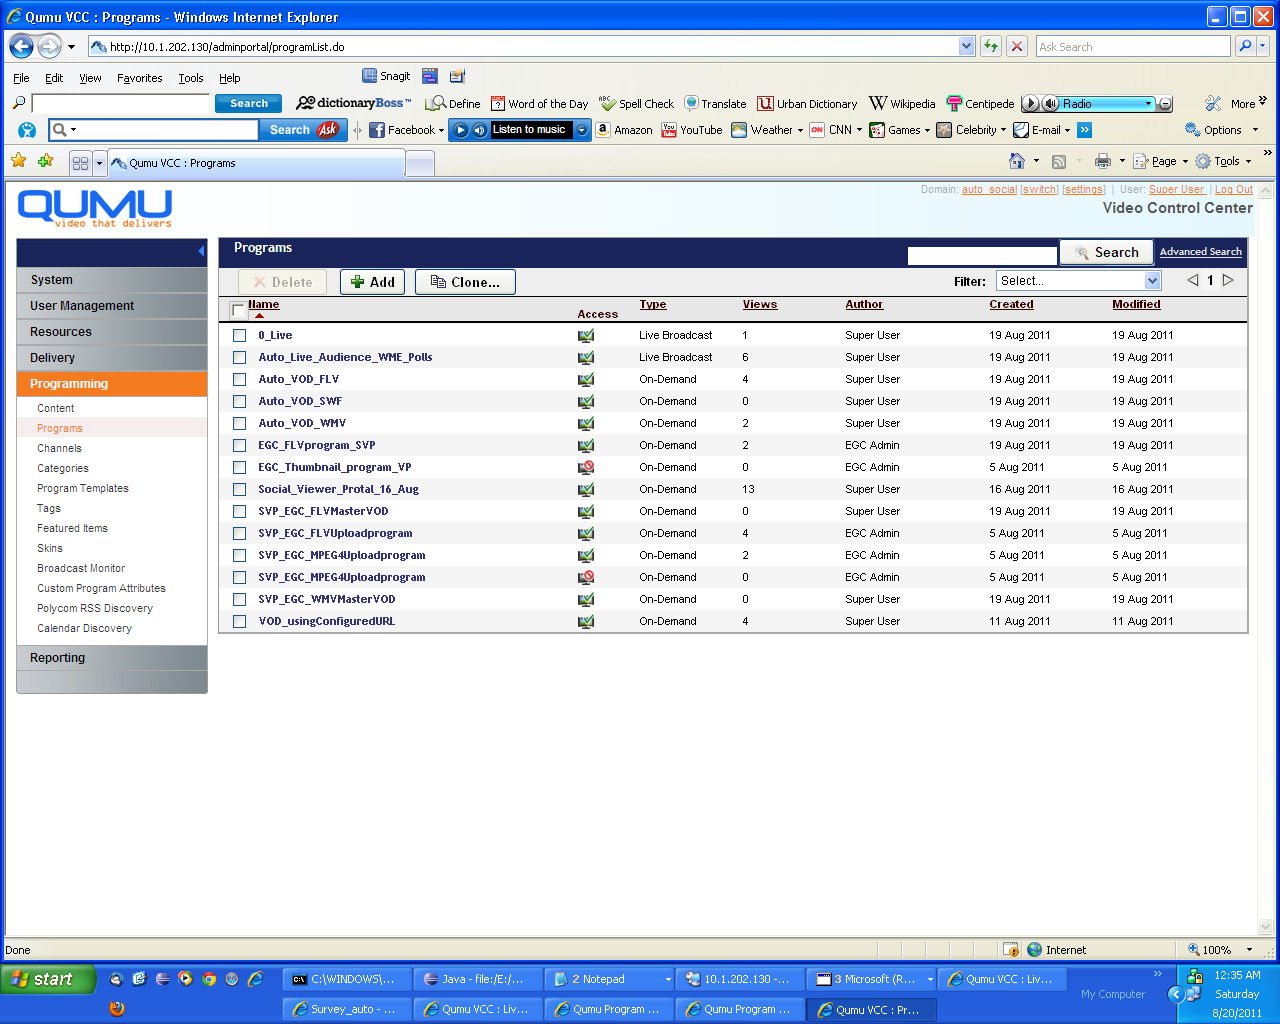 Qumu VCC : Programs - Windows Internet Explorer
http://10.1.202.130/adminportal/programList.do
Ask Search
File Edit View Favorites Tools Help Snagit
Search dictionaryBoss™ Define Word of the Day Spell Check Translate Urban Dictionary Wikipedia Centipede Radio More
Search Ask Facebook Listen to music Amazon YouTube Weather CNN Games Celebrity E-mail Options
Qumu VCC : Programs Page Tools
QUMU
video that delivers
Domain: auto_social [switch] [settings] | User: Super User | Log Out
Video Control Center
Programs Search Advanced Search
Delete Add Clone... Filter: Select... 1
Name Access Type Views Author Created Modified
0_Live Live Broadcast 1 Super User 19 Aug 2011 19 Aug 2011
Auto_Live_Audience_WME_Polls Live Broadcast 6 Super User 19 Aug 2011 19 Aug 2011
Auto_VOD_FLV On-Demand 4 Super User 19 Aug 2011 19 Aug 2011
Auto_VOD_SWF On-Demand 0 Super User 19 Aug 2011 19 Aug 2011
Auto_VOD_WMV On-Demand 2 Super User 19 Aug 2011 19 Aug 2011
EGC_FLVprogram_SVP On-Demand 2 EGC Admin 19 Aug 2011 19 Aug 2011
EGC_Thumbnail_program_VP On-Demand 0 EGC Admin 5 Aug 2011 5 Aug 2011
Social_Viewer_Protal_16_Aug On-Demand 13 Super User 16 Aug 2011 16 Aug 2011
SVP_EGC_FLVMasterVOD On-Demand 0 Super User 19 Aug 2011 19 Aug 2011
SVP_EGC_FLVUploadprogram On-Demand 4 EGC Admin 5 Aug 2011 5 Aug 2011
SVP_EGC_MPEG4Uploadprogram On-Demand 2 EGC Admin 5 Aug 2011 5 Aug 2011
SVP_EGC_MPEG4Uploadprogram On-Demand 0 EGC Admin 5 Aug 2011 5 Aug 2011
SVP_EGC_WMVMasterVOD On-Demand 0 Super User 19 Aug 2011 19 Aug 2011
VOD_usingConfiguredURL On-Demand 4 Super User 11 Aug 2011 11 Aug 2011
System
User Management
Resources
Delivery
Programming
Content
Programs
Channels
Categories
Program Templates
Tags
Featured Items
Skins
Broadcast Monitor
Custom Program Attributes
Polycom RSS Discovery
Calendar Discovery
Reporting
Done Internet 100%
start C:\WINDOWS\... Java - file:/E:/... 2 Notepad 10.1.202.130 -... 3 Microsoft (R... Qumu VCC : Liv... 12:35 AM
My Computer Saturday
Survey_auto - ... Qumu VCC : Liv... Qumu Program ... Qumu Program ... Qumu VCC : Pr... 8/20/2011